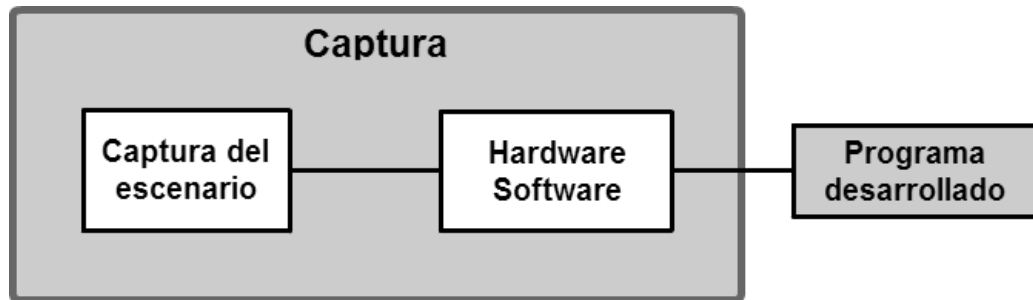 Captura
Captura del
escenario
Hardware
Software
Programa
desarrollado